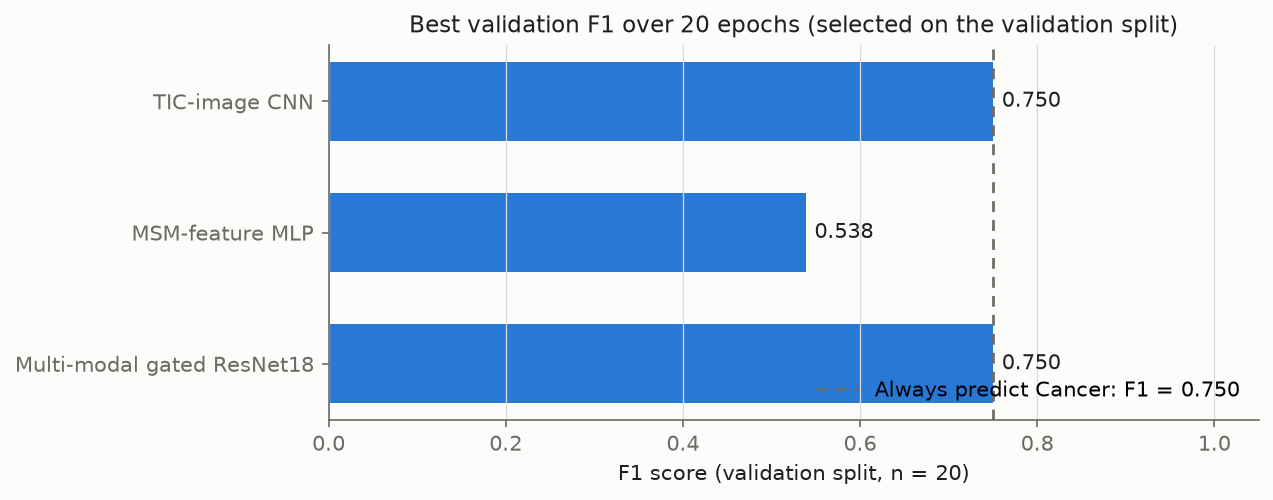 Best validation F1 over 20 epochs (selected on the validation split)
TIC-image CNN
0.750
MSM-feature MLP
0.538
Multi-modal gated ResNet18
0.750
Always predict Cancer: F1 = 0.750
0.0 0.2 0.4 0.6 0.8 1.0
F1 score (validation split, n = 20)